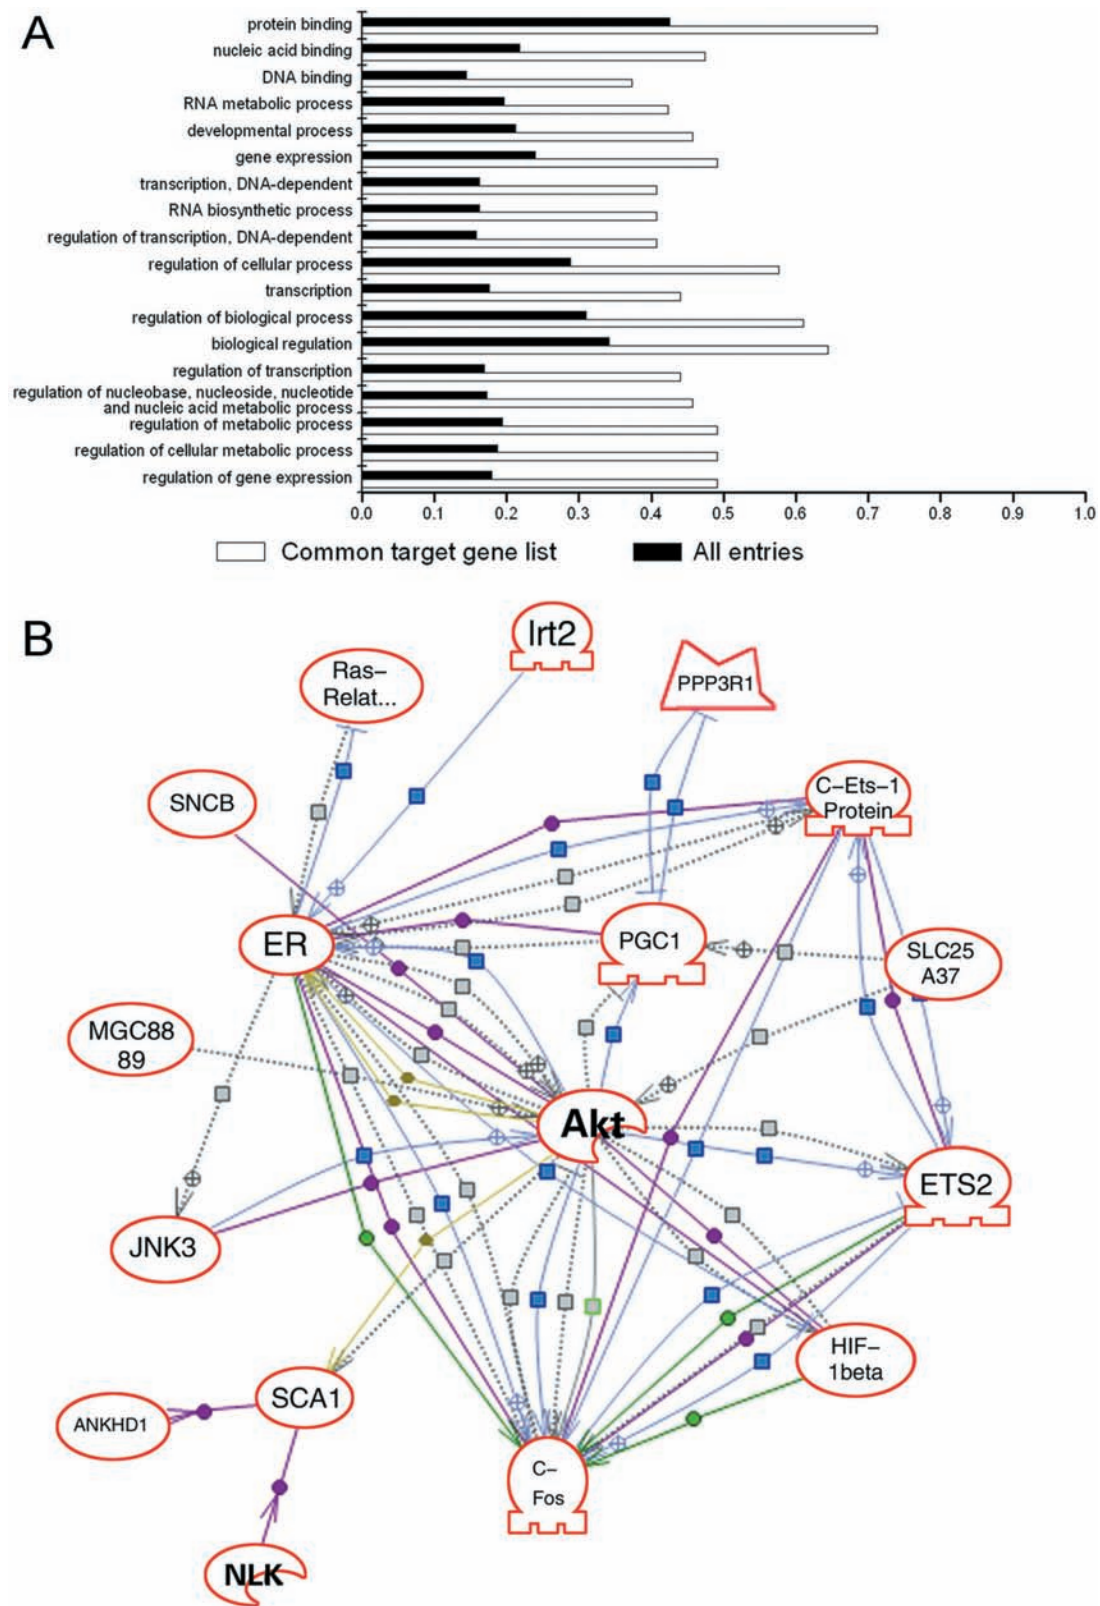 A
protein binding
nucleic acid binding
DNA binding
RNA metabolic process
developmental process
gene expression
transcription, DNA-dependent
RNA biosynthetic process
regulation of transcription, DNA-dependent
regulation of cellular process
transcription
regulation of biological process
biological regulation
regulation of transcription
regulation of nucleobase, nucleoside, nucleotide
and nucleic acid metabolic process
regulation of metabolic process
regulation of cellular metabolic process
regulation of gene expression
0.0 0.1 0.2 0.3 0.4 0.5 0.6 0.7 0.8 0.9 1.0
Common target gene list All entries
B
Irt2
Ras-
Relat...
PPP3R1
C-Ets-1
Protein
SNCB
ER
PGC1
SLC25
A37
MGC88
89
Akt
ETS2
JNK3
HIF-
1beta
SCA1
ANKHD1
C-
Fos
NLK